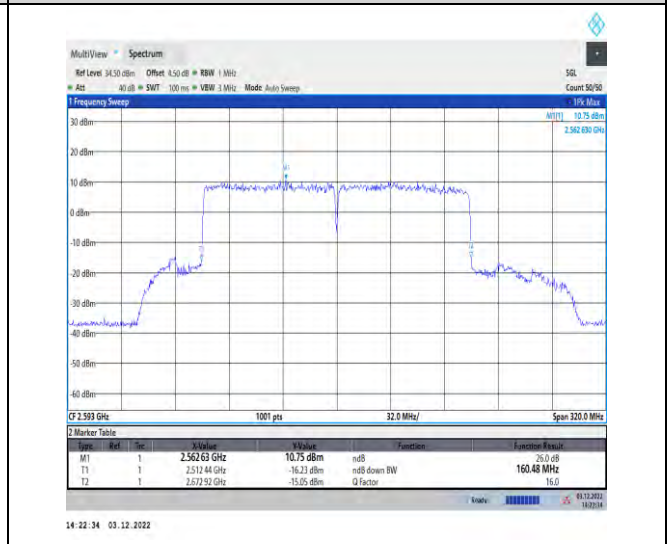 MultiView Spectrum
Ref Level 34.50 dBm Offset 4.50 dB RBW 1 MHz SGL
Att 40 dB SWT 100 ms VBW 3 MHz Mode Auto Sweep Count 50/50
1 Frequency Sweep 1Pk Max
M1[1] 10.75 dBm
2.562 630 GHz
30 dBm
20 dBm
M1
10 dBm
0 dBm
-10 dBm
-20 dBm
-30 dBm
-40 dBm
-50 dBm
-60 dBm
CF 2.593 GHz 1001 pts 32.0 MHz/ Span 320.0 MHz
2 Marker Table
Type Ref Trc X-Value Y-Value Function Function Result
M1 1 2.56263 GHz 10.75 dBm ndB 26.0 dB
T1 1 2.512 44 GHz -16.23 dBm ndB down BW 160.48 MHz
T2 1 2.672 92 GHz -15.05 dBm Q Factor 16.0
Ready 03.12.2022
14:22:34
14:22:34 03.12.2022